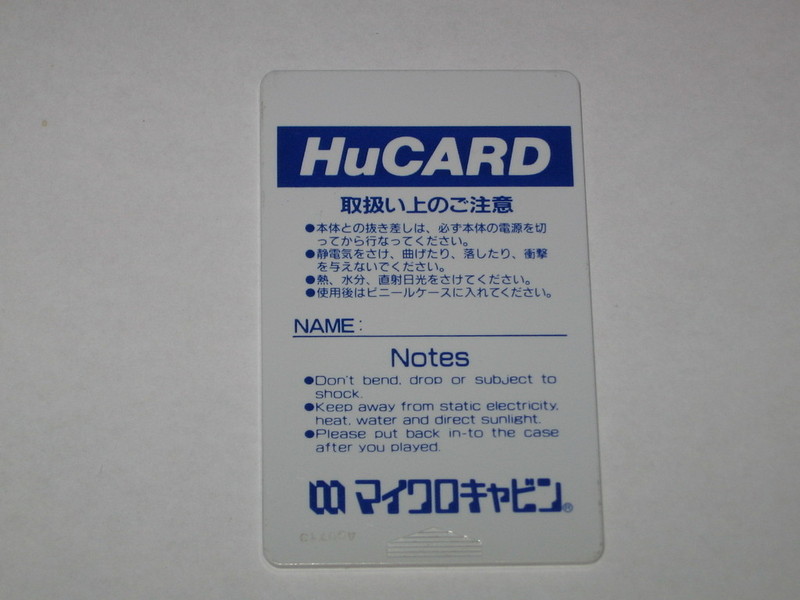 HuCARD
取扱い上のご注意
●本体との抜き差しは、必ず本体の電源を切
ってから行なってください。
●静電気をさけ、曲げたり、落したり、衝撃
を与えないでください。
●熱、水分、直射日光をさけてください。
●使用後はビニールケースに入れてください。
NAME:
Notes
●Don't bend, drop or subject to
shock.
●Keep away from static electricity,
heat, water and direct sunlight.
●Please put back in-to the case
after you played.
マイクロキャビン®